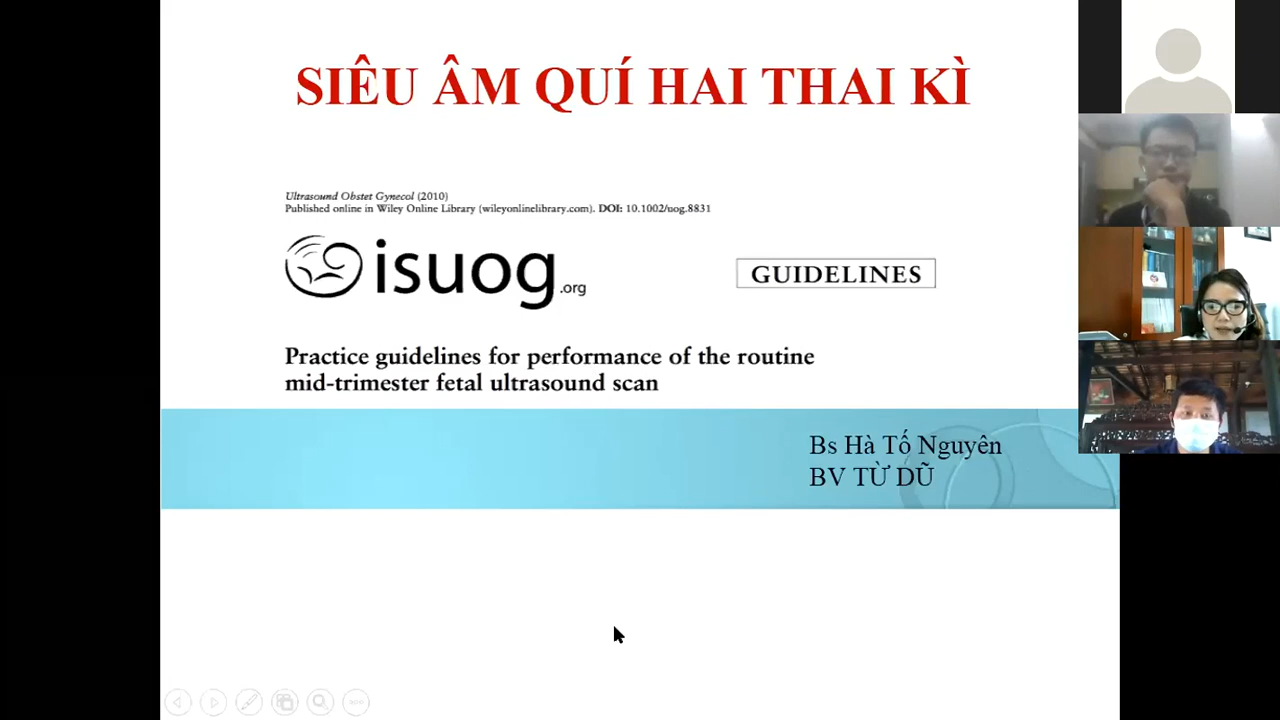 SIÊU ÂM QUÍ HAI THAI KÌ
Ultrasound Obstet Gynecol (2010)
Published online in Wiley Online Library (wileyonlinelibrary.com). DOI: 10.1002/uog.8831
isuog.org
GUIDELINES
Practice guidelines for performance of the routine
mid-trimester fetal ultrasound scan
Bs Hà Tố Nguyên
BV TỪ DŨ